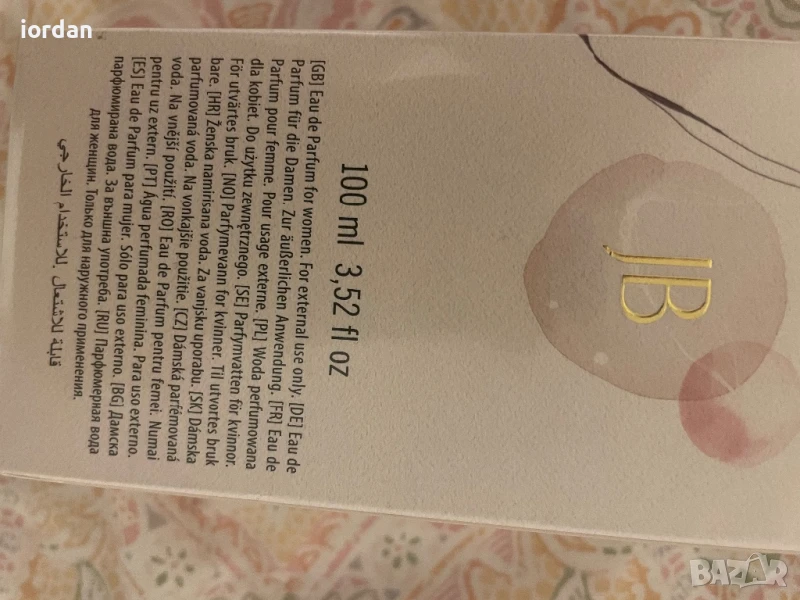 iordan
JB
100 ml 3,52 fl oz
[GB] Eau de Parfum for women. For external use only. [DE] Eau de
Parfum für die Damen. Zur äußerlichen Anwendung. [FR] Eau de
Parfum pour femme. Pour usage externe. [PL] Woda perfumowana
dla kobiet. Do użytku zewnętrznego. [SE] Parfymvatten för kvinnor.
För utvärtes bruk. [NO] Parfymevann for kvinner. Til utvortes bruk
bare. [HR] Ženska namirisana voda. Za vanjsku uporabu. [SK] Dámska
parfumovaná voda. Na vonkajšie použitie. [CZ] Dámská parfémovaná
voda. Na vnější použití. [RO] Eau de Parfum pentru femei. Numai
pentru uz extern. [PT] Agua perfumada feminina. Para uso externo.
[ES] Eau de Parfum para mujer. Sólo para uso externo. [BG] Дамска
парфюмирана вода. За външна употреба. [RU] Парфюмерная вода
для женщин. Только для наружного применения.
قابلة للاشتعال .للاستخدام الخارجي
BAZAR